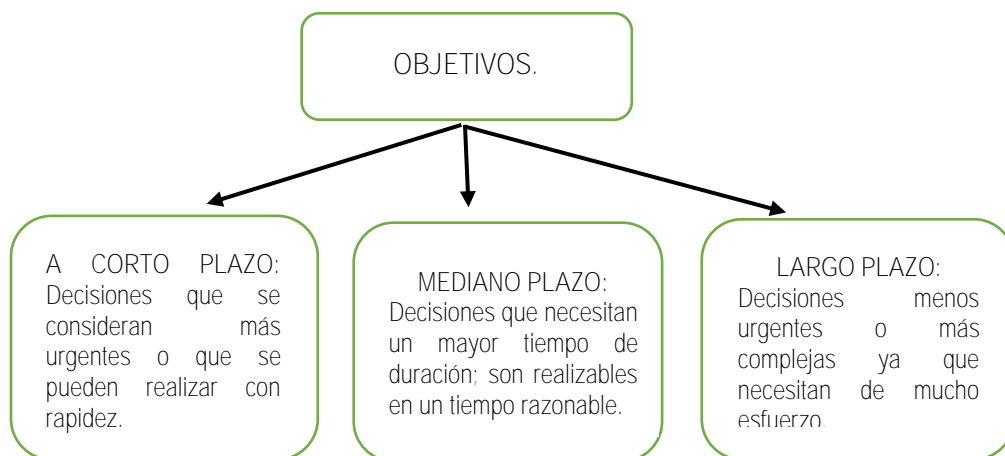 OBJETIVOS.
A CORTO PLAZO:
Decisiones que se
consideran más
urgentes o que se
pueden realizar con
rapidez.
MEDIANO PLAZO:
Decisiones que necesitan
un mayor tiempo de
duración; son realizables
en un tiempo razonable.
LARGO PLAZO:
Decisiones menos
urgentes o más
complejas ya que
necesitan de mucho
esfuerzo.